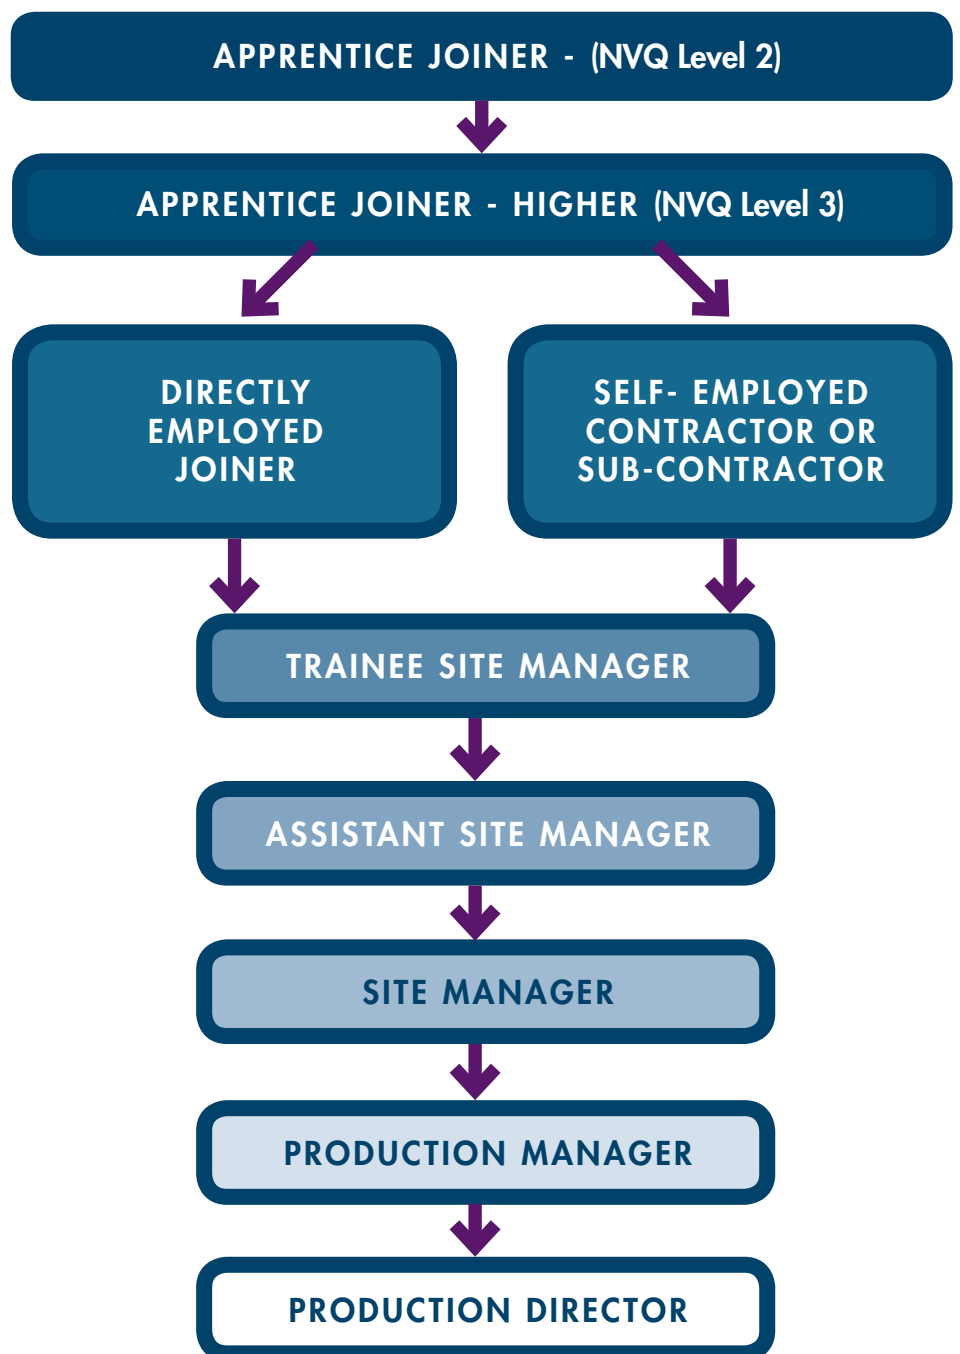 APPRENTICE JOINER - (NVQ Level 2)
APPRENTICE JOINER - HIGHER (NVQ Level 3)
DIRECTLY
EMPLOYED
JOINER
SELF- EMPLOYED
CONTRACTOR OR
SUB-CONTRACTOR
TRAINEE SITE MANAGER
ASSISTANT SITE MANAGER
SITE MANAGER
PRODUCTION MANAGER
PRODUCTION DIRECTOR